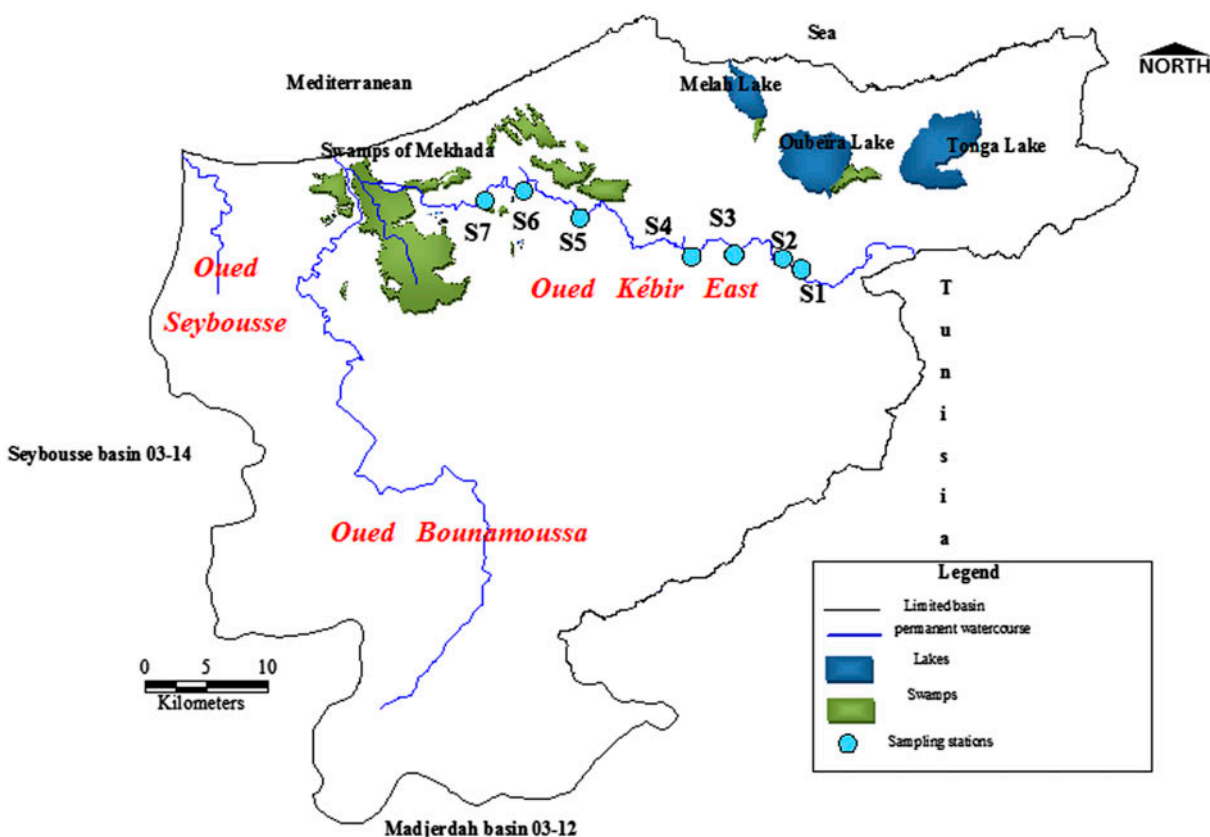 Sea
NORTH
Mediterranean
Melah Lake
Swamps of Mekhada
Oubeira Lake
Tonga Lake
S7
S6
S5
S4
S3
S2
S1
Oued
Seybousse
Oued Kébir East
T
u
n
i
s
i
a
Seybousse basin 03-14
Oued Bounamoussa
0 5 10
Kilometers
Legend
Limited basin
permanent watercourse
Lakes
Swamps
Sampling stations
Madjerdah basin 03-12